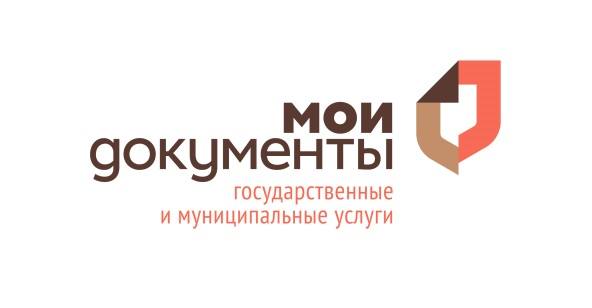 мои
документы
государственные
и муниципальные услуги